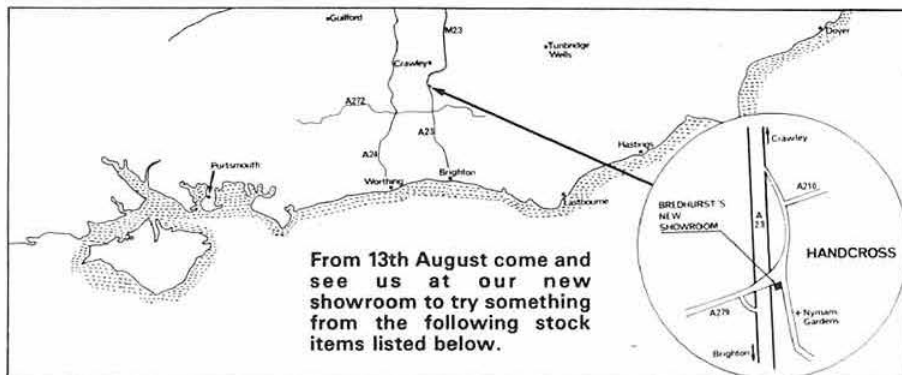 Guilford
M23
Dover
Tunbridge
Wells
Crawley
A272
A23
Hastings
A24
Portsmouth
Worthing
Brighton
Eastbourne
Crawley
A210
BREDHURST'S
NEW
SHOWROOM
A
23
HANDCROSS
A279
Nymans
Gardens
Brighton
From 13th August come and
see us at our new
showroom to try something
from the following stock
items listed below.